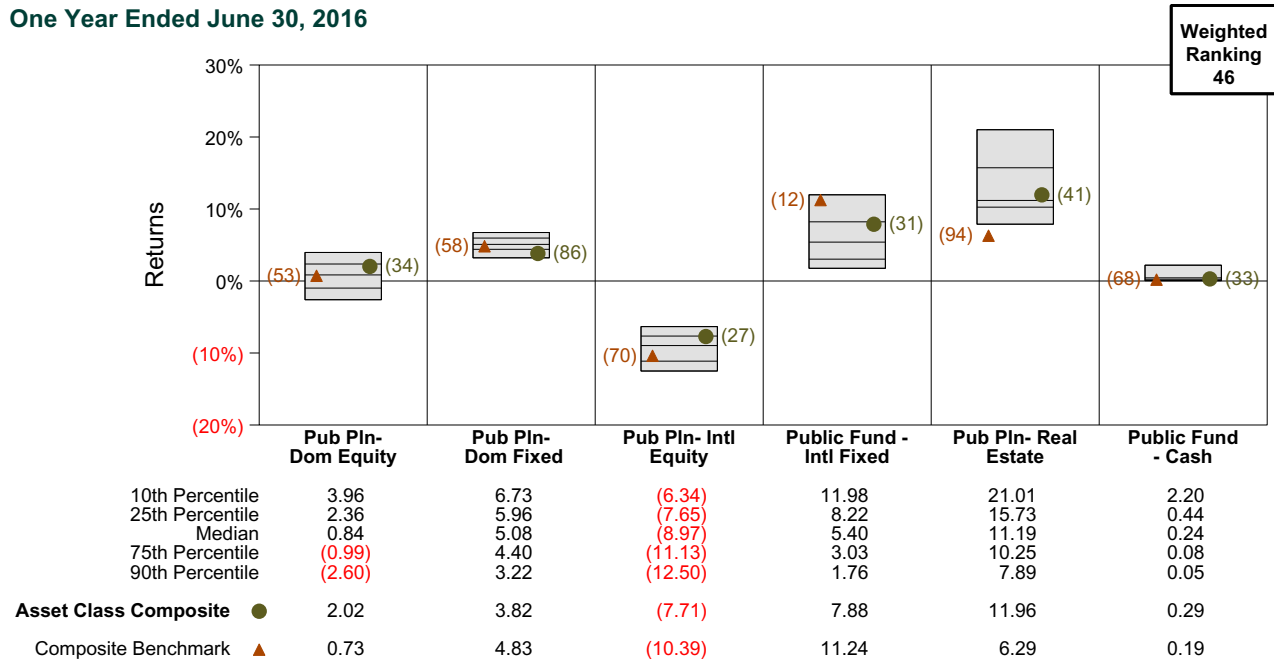 One Year Ended June 30, 2016
Weighted
Ranking
46
Returns
30%
20%
10%
0%
(10%)
(20%)
(53) (34)
(58) (86)
(70) (27)
(12) (31)
(94) (41)
(68) (33)
Pub Pln- Pub Pln- Pub Pln- Intl Public Fund - Pub Pln- Real Public Fund
Dom Equity Dom Fixed Equity Intl Fixed Estate - Cash
10th Percentile 3.96 6.73 (6.34) 11.98 21.01 2.20
25th Percentile 2.36 5.96 (7.65) 8.22 15.73 0.44
Median 0.84 5.08 (8.97) 5.40 11.19 0.24
75th Percentile (0.99) 4.40 (11.13) 3.03 10.25 0.08
90th Percentile (2.60) 3.22 (12.50) 1.76 7.89 0.05
Asset Class Composite 2.02 3.82 (7.71) 7.88 11.96 0.29
Composite Benchmark 0.73 4.83 (10.39) 11.24 6.29 0.19